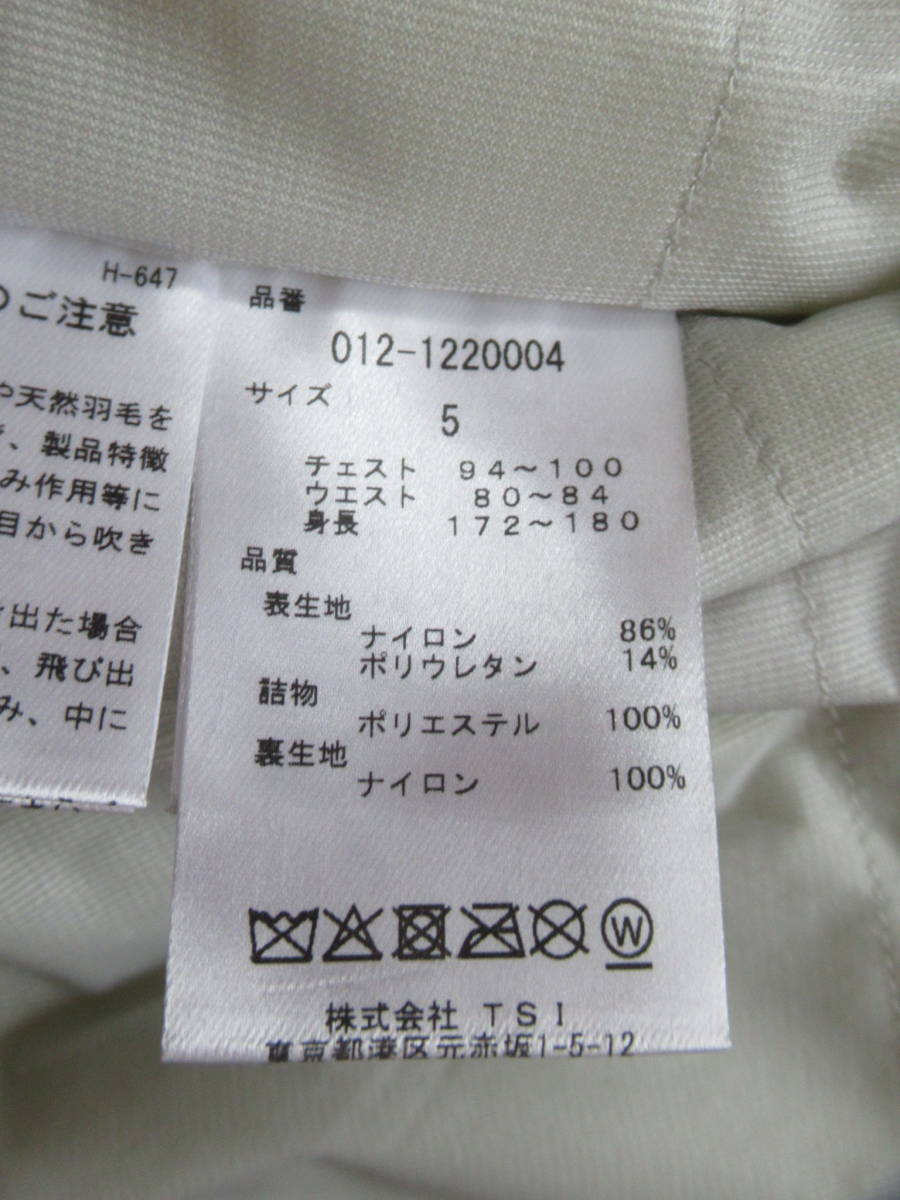 H-647
のご注意
や天然羽毛を
、製品特徴
み作用等に
目から吹き
出た場合
、飛び出
み、中に
品番
012-1220004
サイズ
5
チェスト 94～100
ウエスト 80～84
身長 172～180
品質
表生地
ナイロン 86%
ポリウレタン 14%
詰物
ポリエステル 100%
裏生地
ナイロン 100%
W
株式会社 TSI
東京都港区元赤坂1-5-12